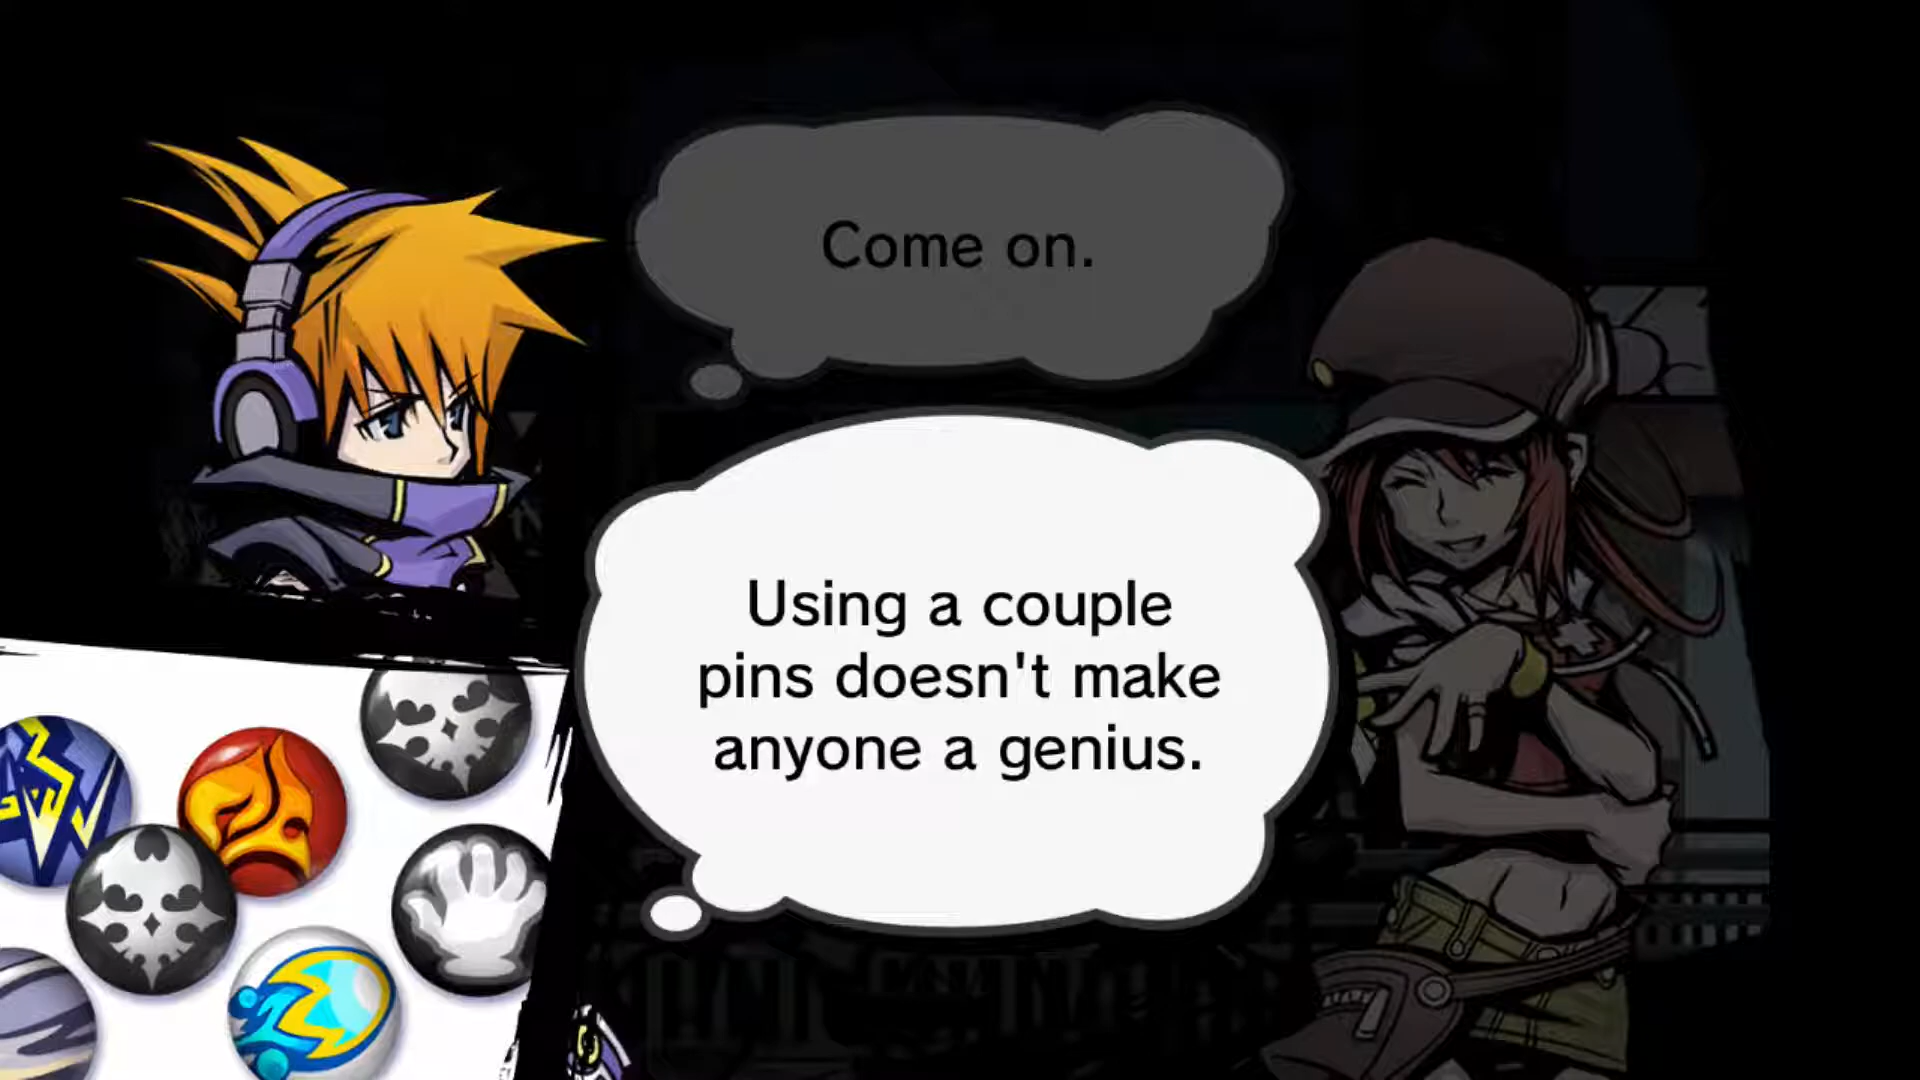 Come on.
Using a couple
pins doesn't make
anyone a genius.